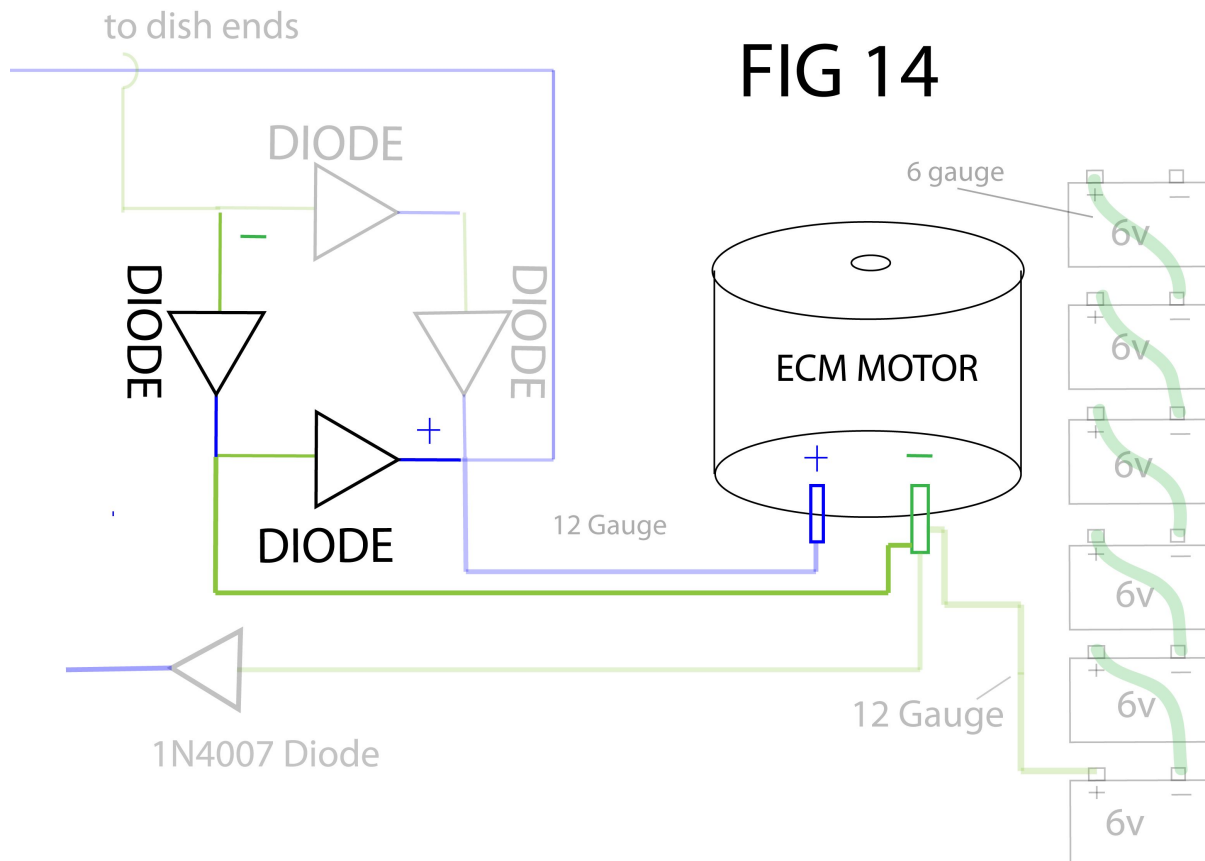 to dish ends
FIG 14
DIODE
6 gauge
+ −
6v
−
DIODE
DIODE
+ −
6v
ECM MOTOR
+ −
6v
+
+ −
DIODE
12 Gauge
+ −
6v
+ −
6v
12 Gauge
1N4007 Diode
+ −
6v